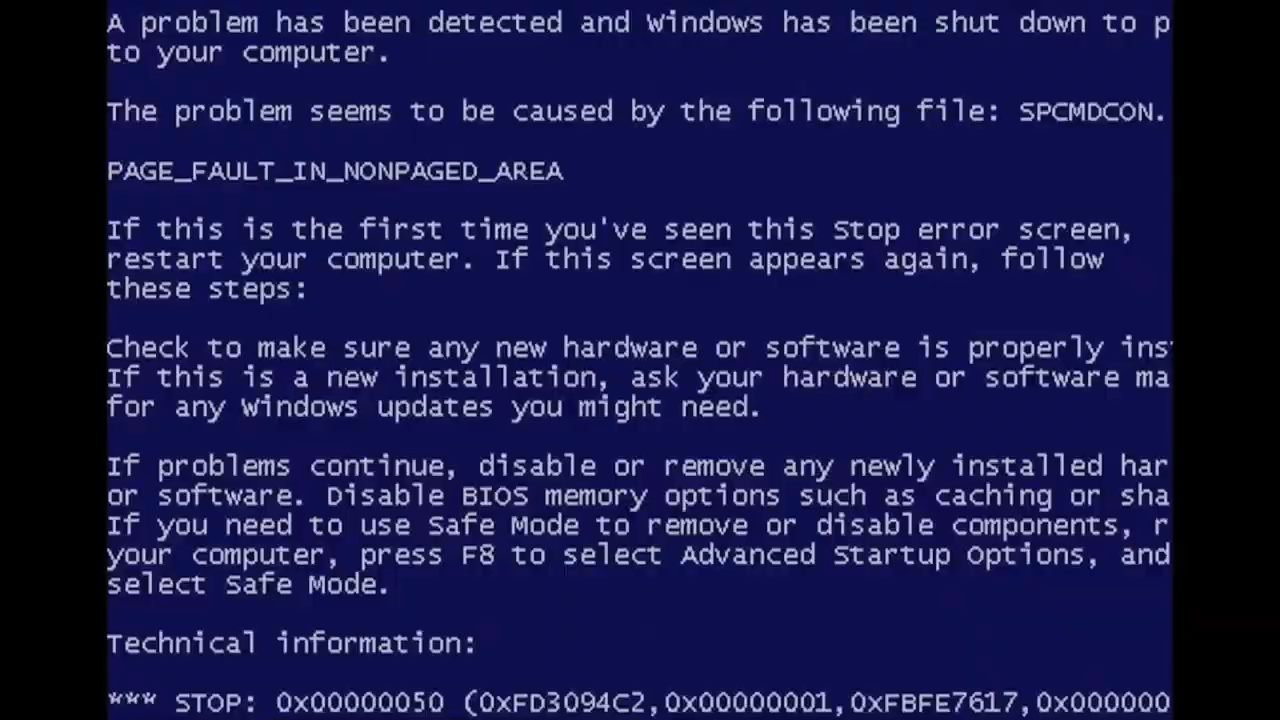 A problem has been detected and Windows has been shut down to p
to your computer.
The problem seems to be caused by the following file: SPCMDCON.
PAGE_FAULT_IN_NONPAGED_AREA
If this is the first time you've seen this Stop error screen,
restart your computer. If this screen appears again, follow
these steps:
Check to make sure any new hardware or software is properly ins
If this is a new installation, ask your hardware or software ma
for any Windows updates you might need.
If problems continue, disable or remove any newly installed har
or software. Disable BIOS memory options such as caching or sha
If you need to use Safe Mode to remove or disable components, r
your computer, press F8 to select Advanced Startup Options, and
select Safe Mode.
Technical information:
*** STOP: 0x00000050 (0xFD3094C2,0x00000001,0xFBFE7617,0x000000